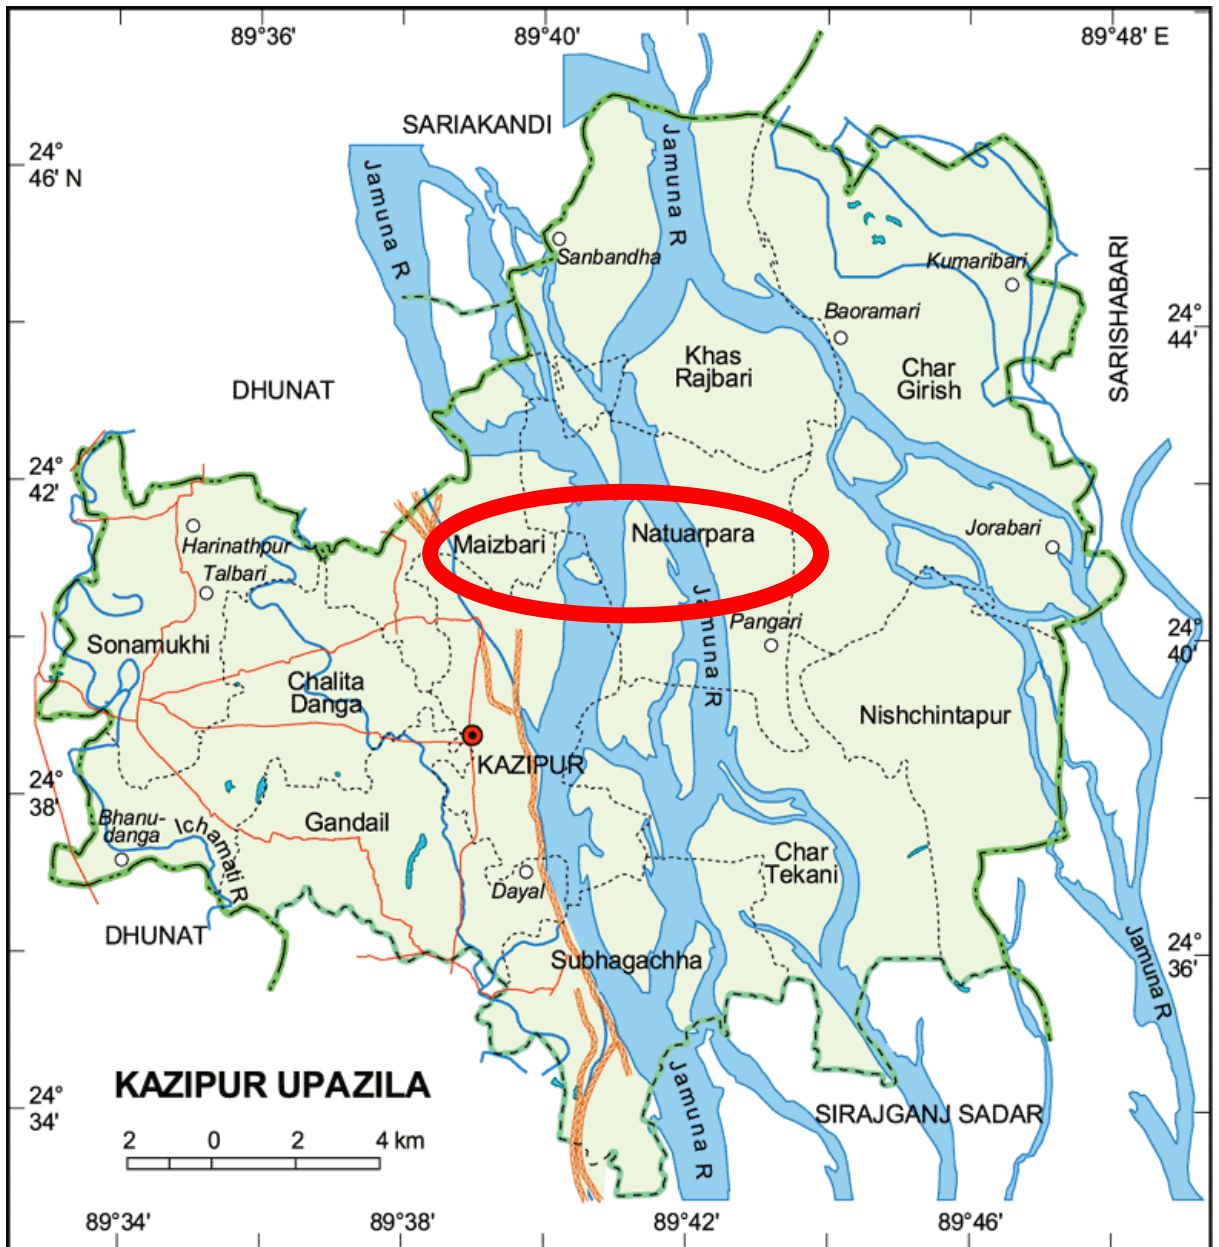 89°36'
89°40'
89°48' E
SARIAKANDI
24°
46' N
Jamuna R
Jamuna R
Sanbandha
Kumaribari
SARISHABARI
Baoramari
24°
44'
Khas
Rajbari
Char
Girish
DHUNAT
24°
42'
Harinathpur
Maizbari
Natuarpara
Jorabari
Talbari
Jamuna R
Pangari
24°
40'
Sonamukhi
Chalita
Danga
Nishchintapur
KAZIPUR
24°
38'
Bhanu-
danga
Ichamati R
Gandail
Char
Tekani
Dayal
DHUNAT
Subhagachha
24°
36'
Jamuna R
KAZIPUR UPAZILA
Jamuna R
24°
34'
SIRAJGANJ SADAR
2 0 2 4 km
89°34'
89°38'
89°42'
89°46'